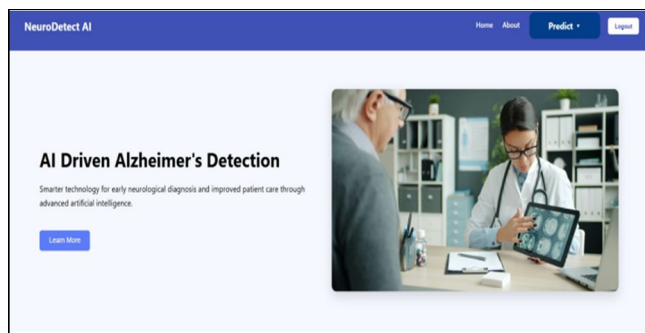 NeuroDetect AI
Home About Predict ▾ Logout
AI Driven Alzheimer's Detection
Smarter technology for early neurological diagnosis and improved patient care through
advanced artificial intelligence.
Learn More